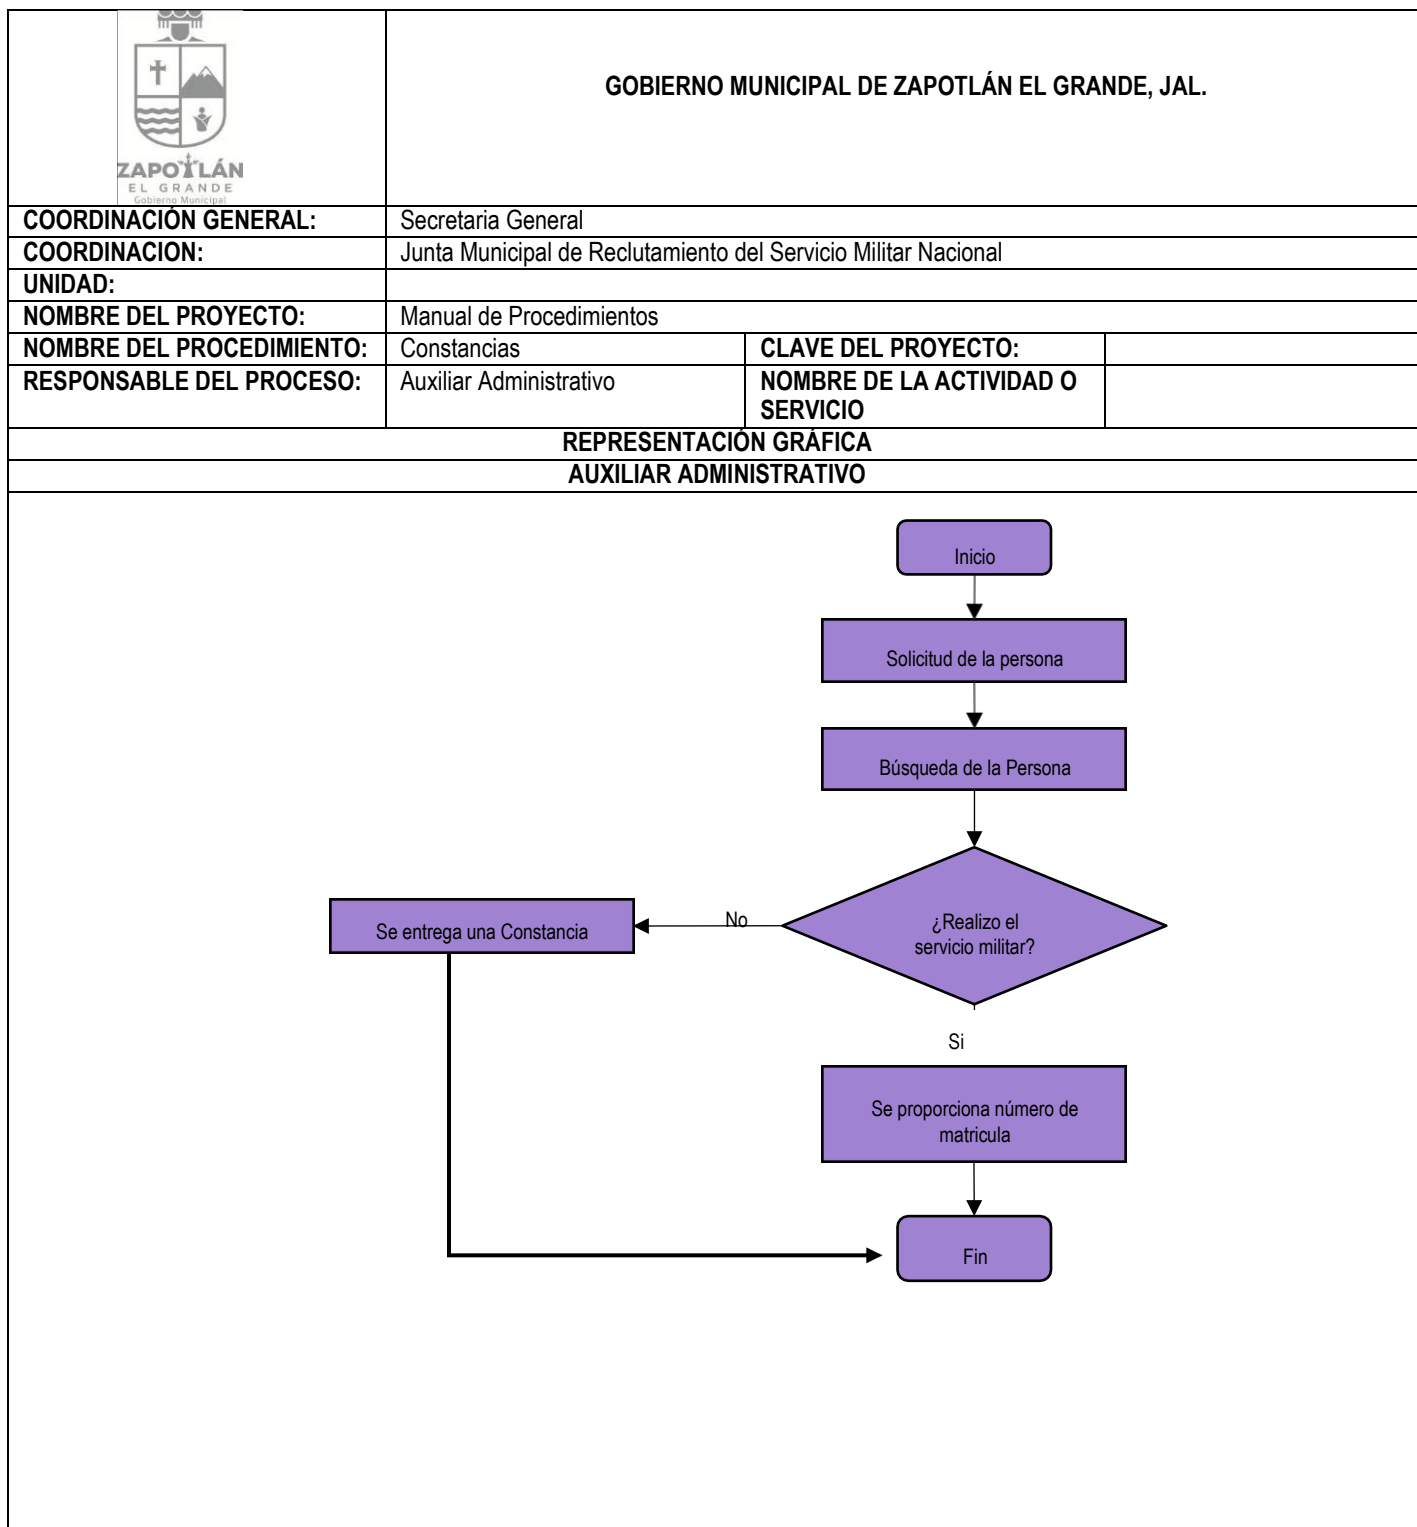 ZAPOTLÁN
EL GRANDE
Gobierno Municipal
GOBIERNO MUNICIPAL DE ZAPOTLÁN EL GRANDE, JAL.
COORDINACIÓN GENERAL: Secretaria General
COORDINACION: Junta Municipal de Reclutamiento del Servicio Militar Nacional
UNIDAD:
NOMBRE DEL PROYECTO: Manual de Procedimientos
NOMBRE DEL PROCEDIMIENTO: Constancias CLAVE DEL PROYECTO:
RESPONSABLE DEL PROCESO: Auxiliar Administrativo NOMBRE DE LA ACTIVIDAD O
SERVICIO
REPRESENTACIÓN GRÁFICA
AUXILIAR ADMINISTRATIVO
Inicio
Solicitud de la persona
Búsqueda de la Persona
¿Realizo el
servicio militar?
No
Se entrega una Constancia
Si
Se proporciona número de
matricula
Fin